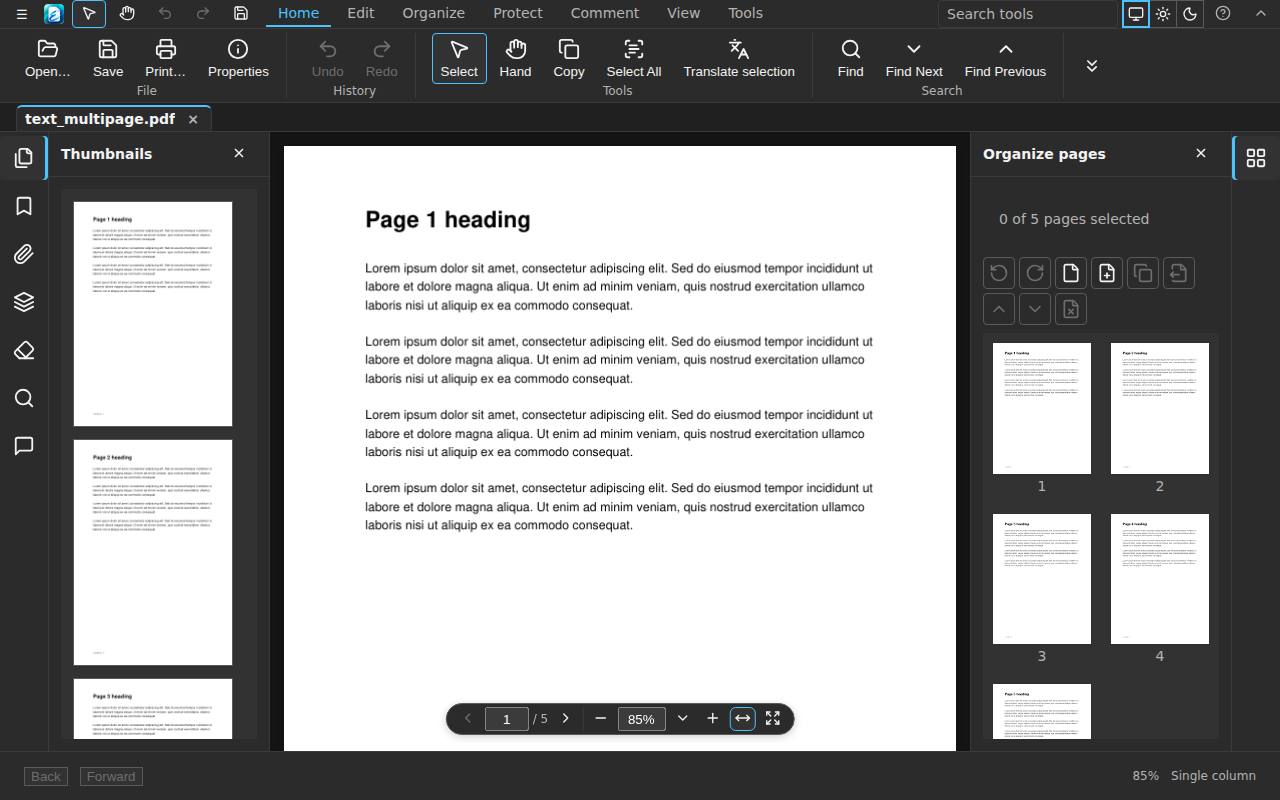 Home Edit Organize Protect Comment View Tools
Search tools
Open… Save Print… Properties Undo Redo Select Hand Copy Select All Translate selection Find Find Next Find Previous
File History Tools Search
text_multipage.pdf
Thumbnails
Page 1 heading
Page 2 heading
Page 3 heading
Page 1 heading
Lorem ipsum dolor sit amet, consectetur adipiscing elit. Sed do eiusmod tempor incididunt ut
labore et dolore magna aliqua. Ut enim ad minim veniam, quis nostrud exercitation ullamco
laboris nisi ut aliquip ex ea commodo consequat.
Lorem ipsum dolor sit amet, consectetur adipiscing elit. Sed do eiusmod tempor incididunt ut
labore et dolore magna aliqua. Ut enim ad minim veniam, quis nostrud exercitation ullamco
laboris nisi ut aliquip ex ea commodo consequat.
Lorem ipsum dolor sit amet, consectetur adipiscing elit. Sed do eiusmod tempor incididunt ut
labore et dolore magna aliqua. Ut enim ad minim veniam, quis nostrud exercitation ullamco
laboris nisi ut aliquip ex ea commodo consequat.
Lorem ipsum dolor sit amet, consectetur adipiscing elit. Sed do eiusmod tempor incididunt ut
labore et dolore magna aliqua. Ut enim ad minim veniam, quis nostrud exercitation ullamco
laboris nisi ut aliquip ex ea commodo consequat.
1 / 5 85%
Organize pages
0 of 5 pages selected
1 2
3 4
Back Forward
85% Single column